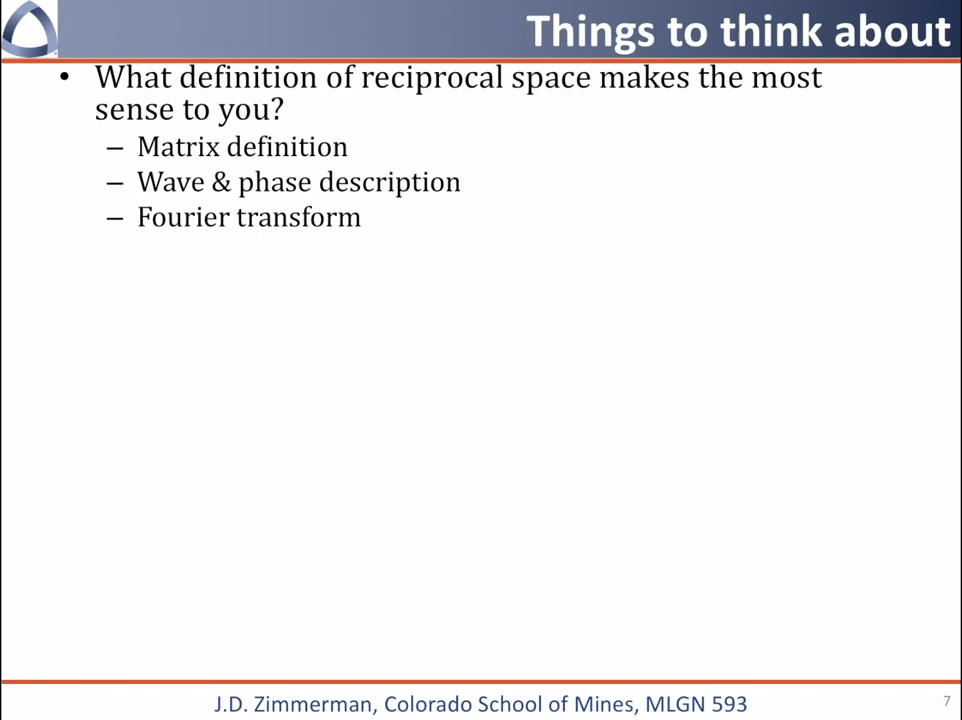 Things to think about
• What definition of reciprocal space makes the most
sense to you?
– Matrix definition
– Wave & phase description
– Fourier transform
J.D. Zimmerman, Colorado School of Mines, MLGN 593
7